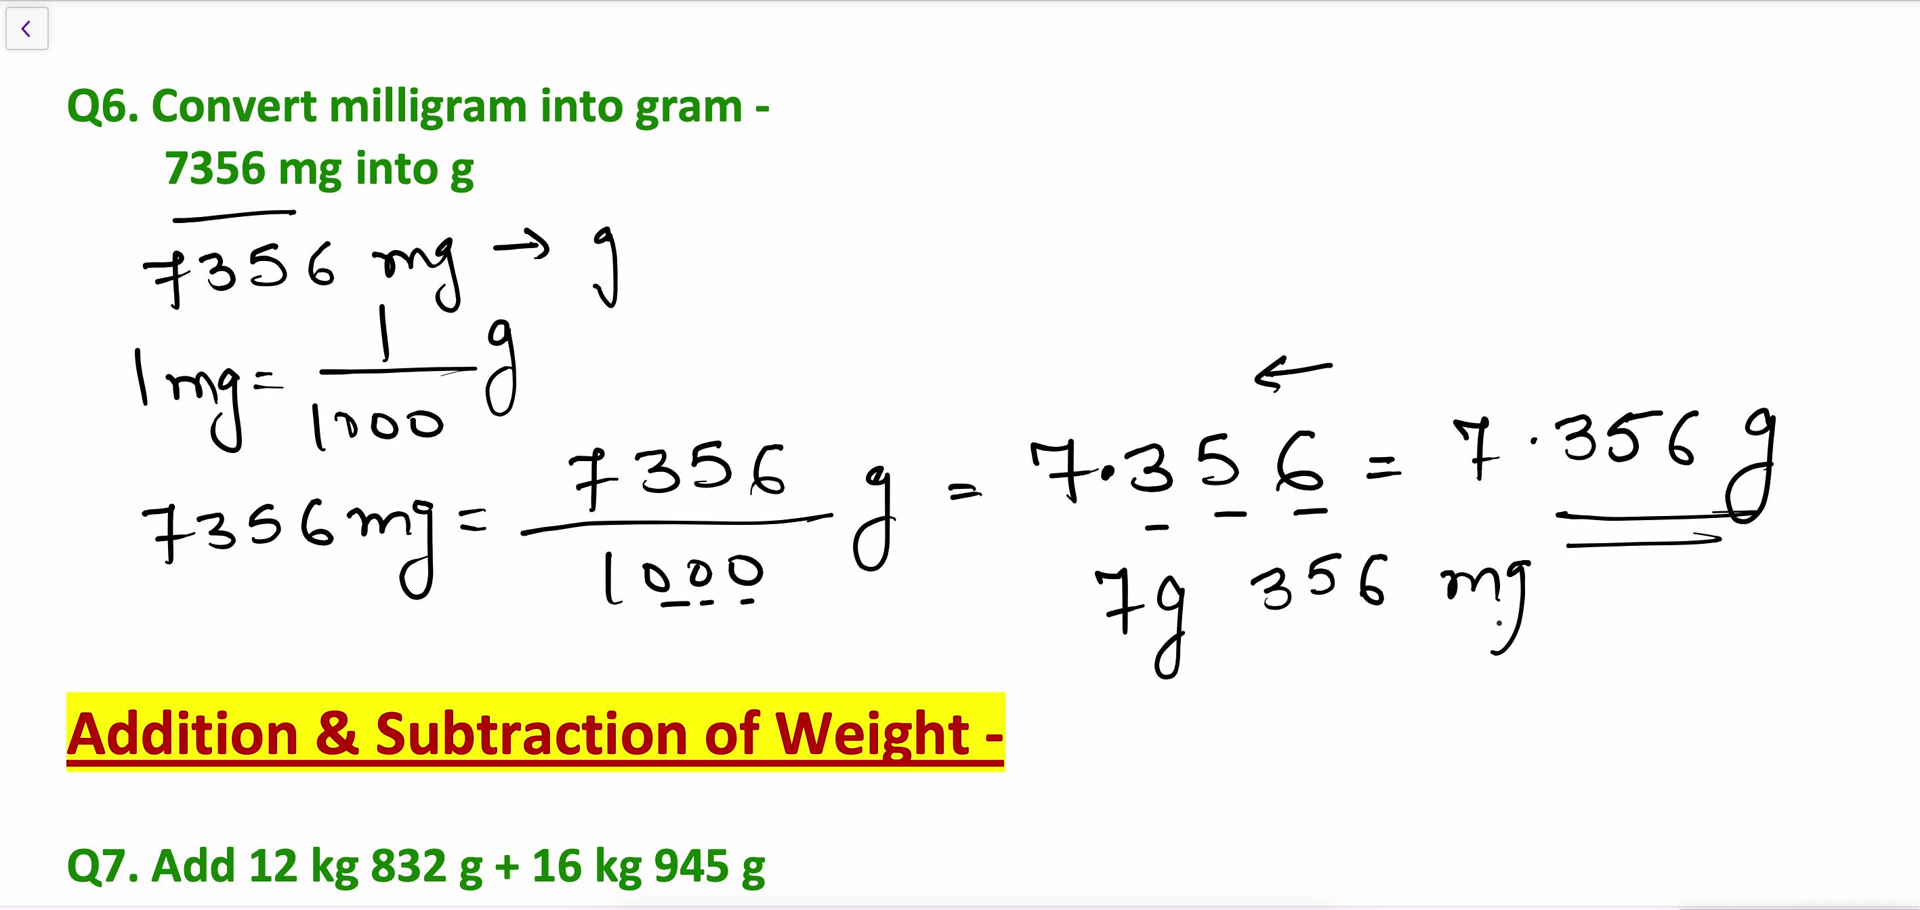 Q6. Convert milligram into gram -
7356 mg into g
7356 mg → g
1 mg = 1/1000 g
7356 mg = 7356/1000 g = 7.356 = 7.356 g
7g 356 mg
Addition & Subtraction of Weight -
Q7. Add 12 kg 832 g + 16 kg 945 g